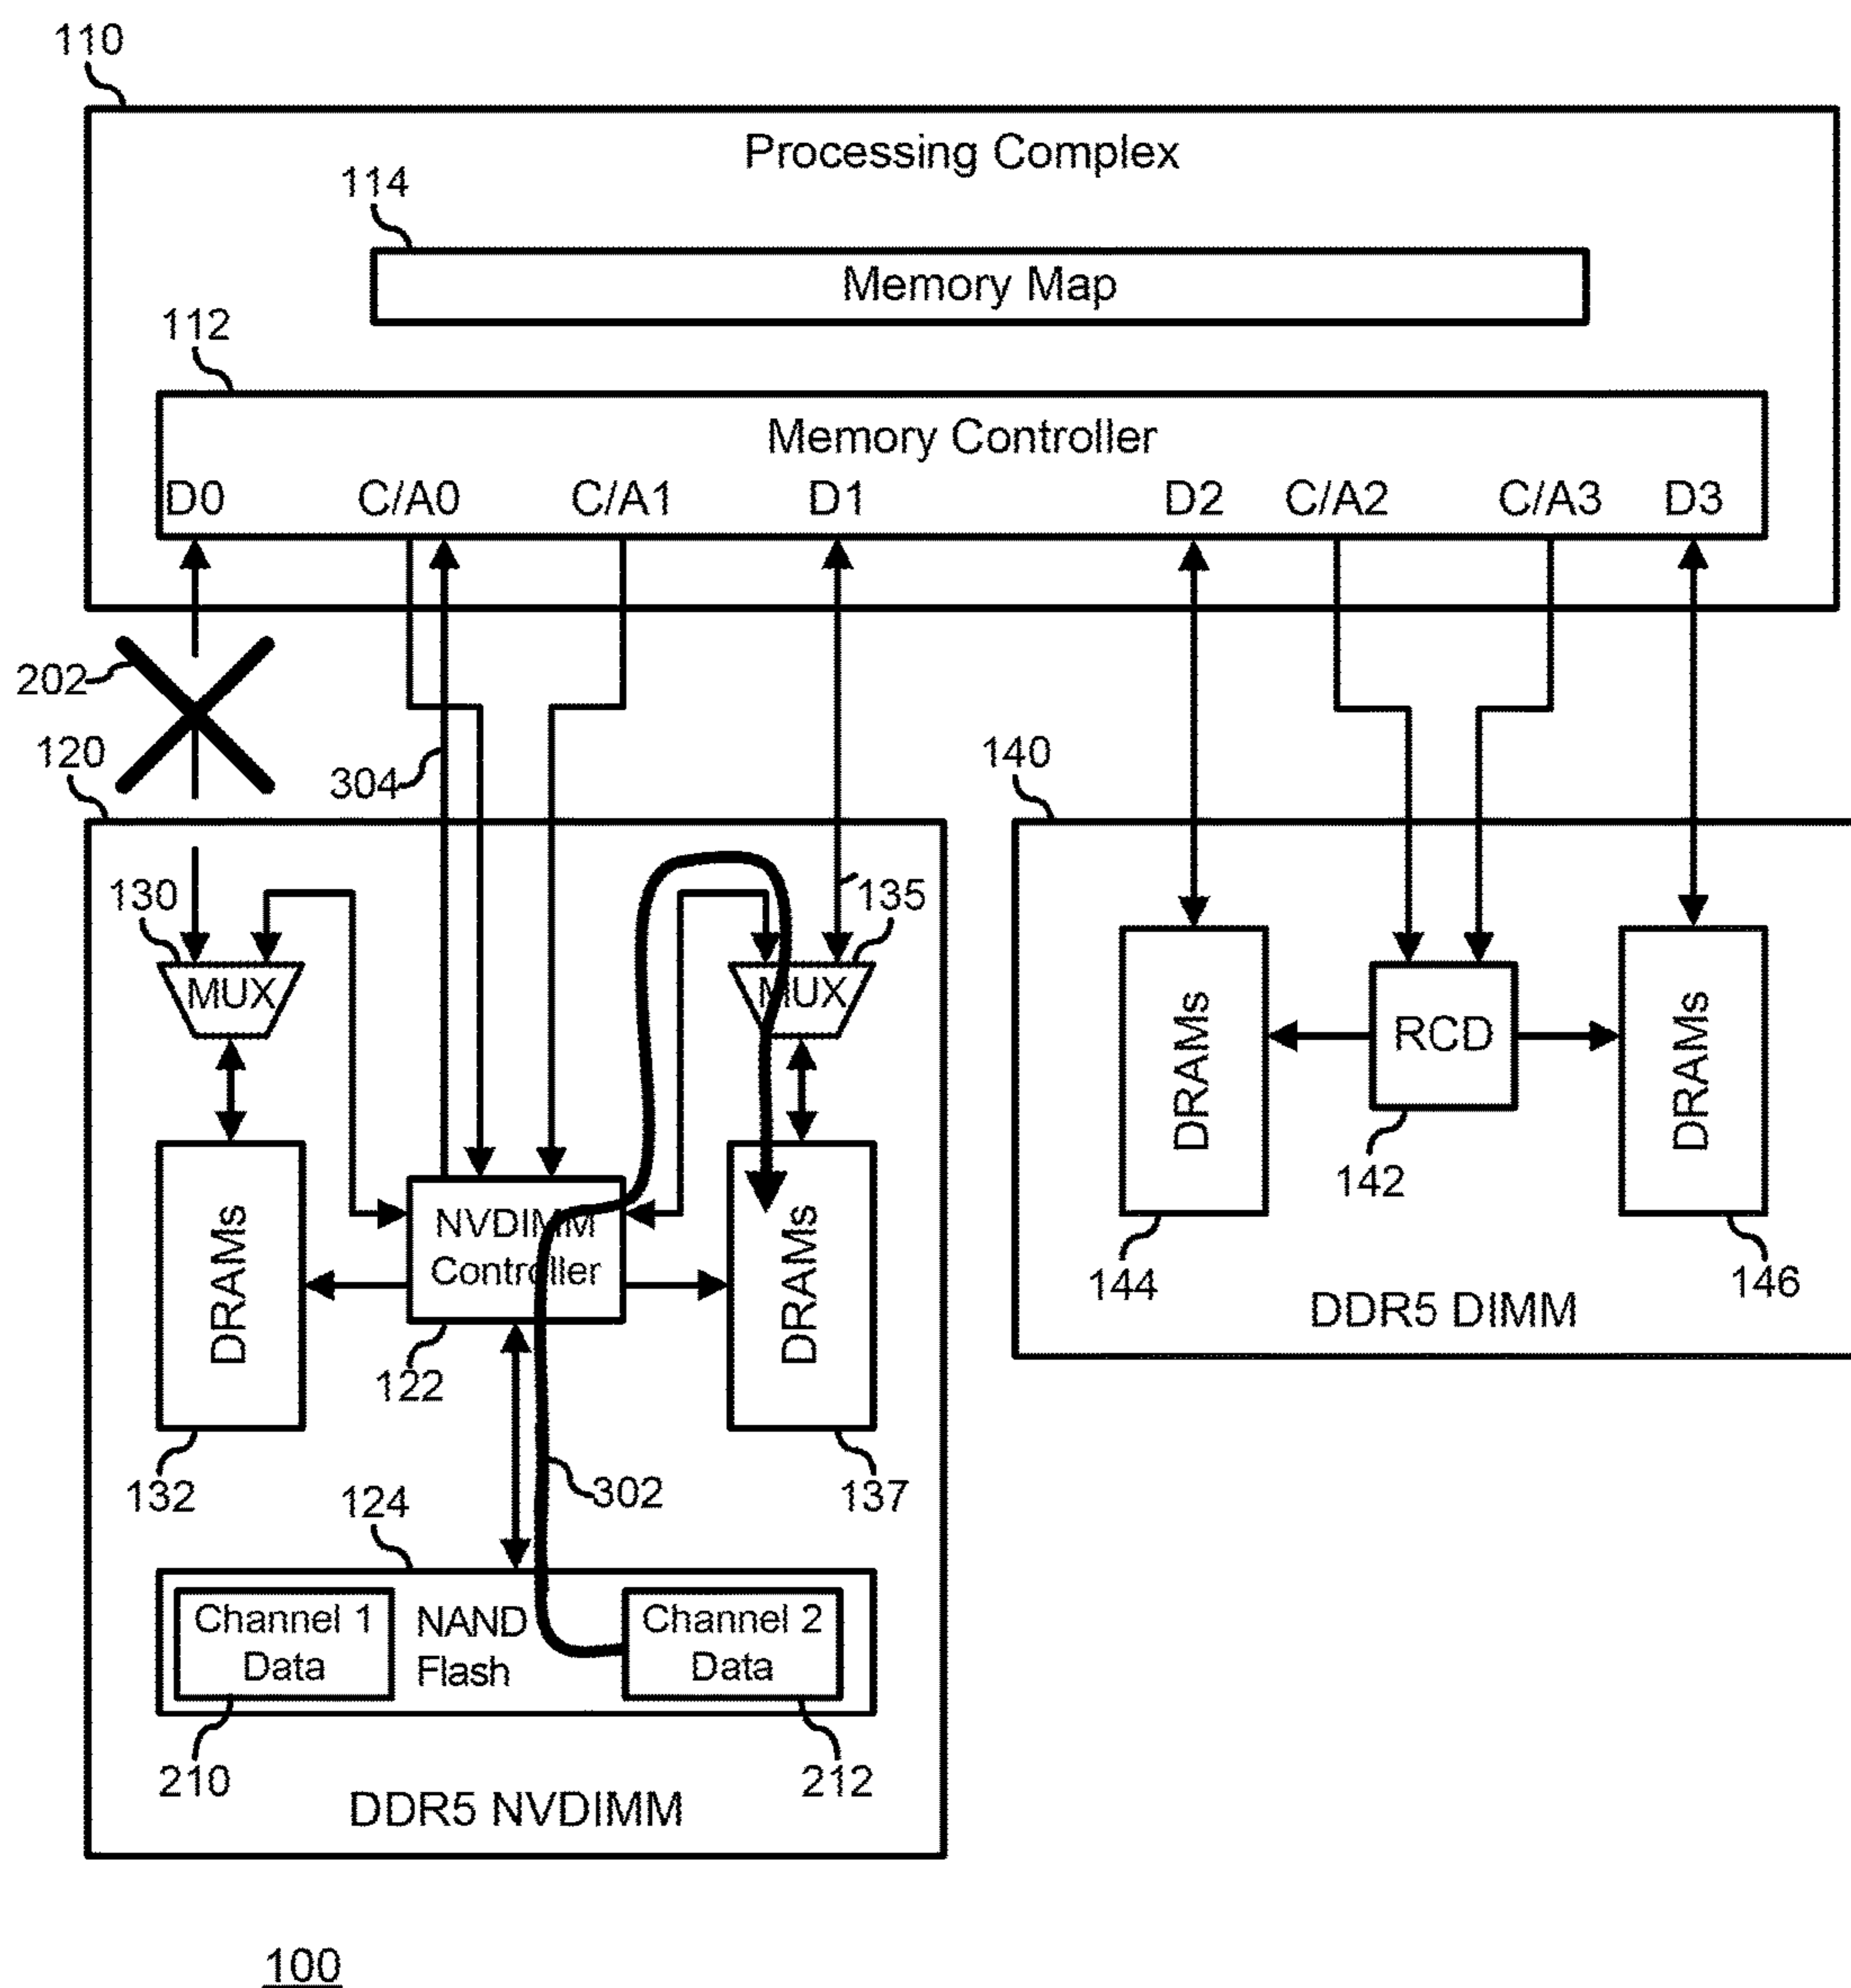 110
Processing Complex
114
Memory Map
112
Memory Controller
D0 C/A0 C/A1 D1 D2 C/A2 C/A3 D3
202
120
304
140
130
135
MUX
MUX
DRAMs
RCD
DRAMs
142
144
146
DDR5 DIMM
DRAMs
NVDIMM
Controller
DRAMs
122
132
124
302
137
Channel 1
Data
NAND
Flash
Channel 2
Data
210
212
DDR5 NVDIMM
100